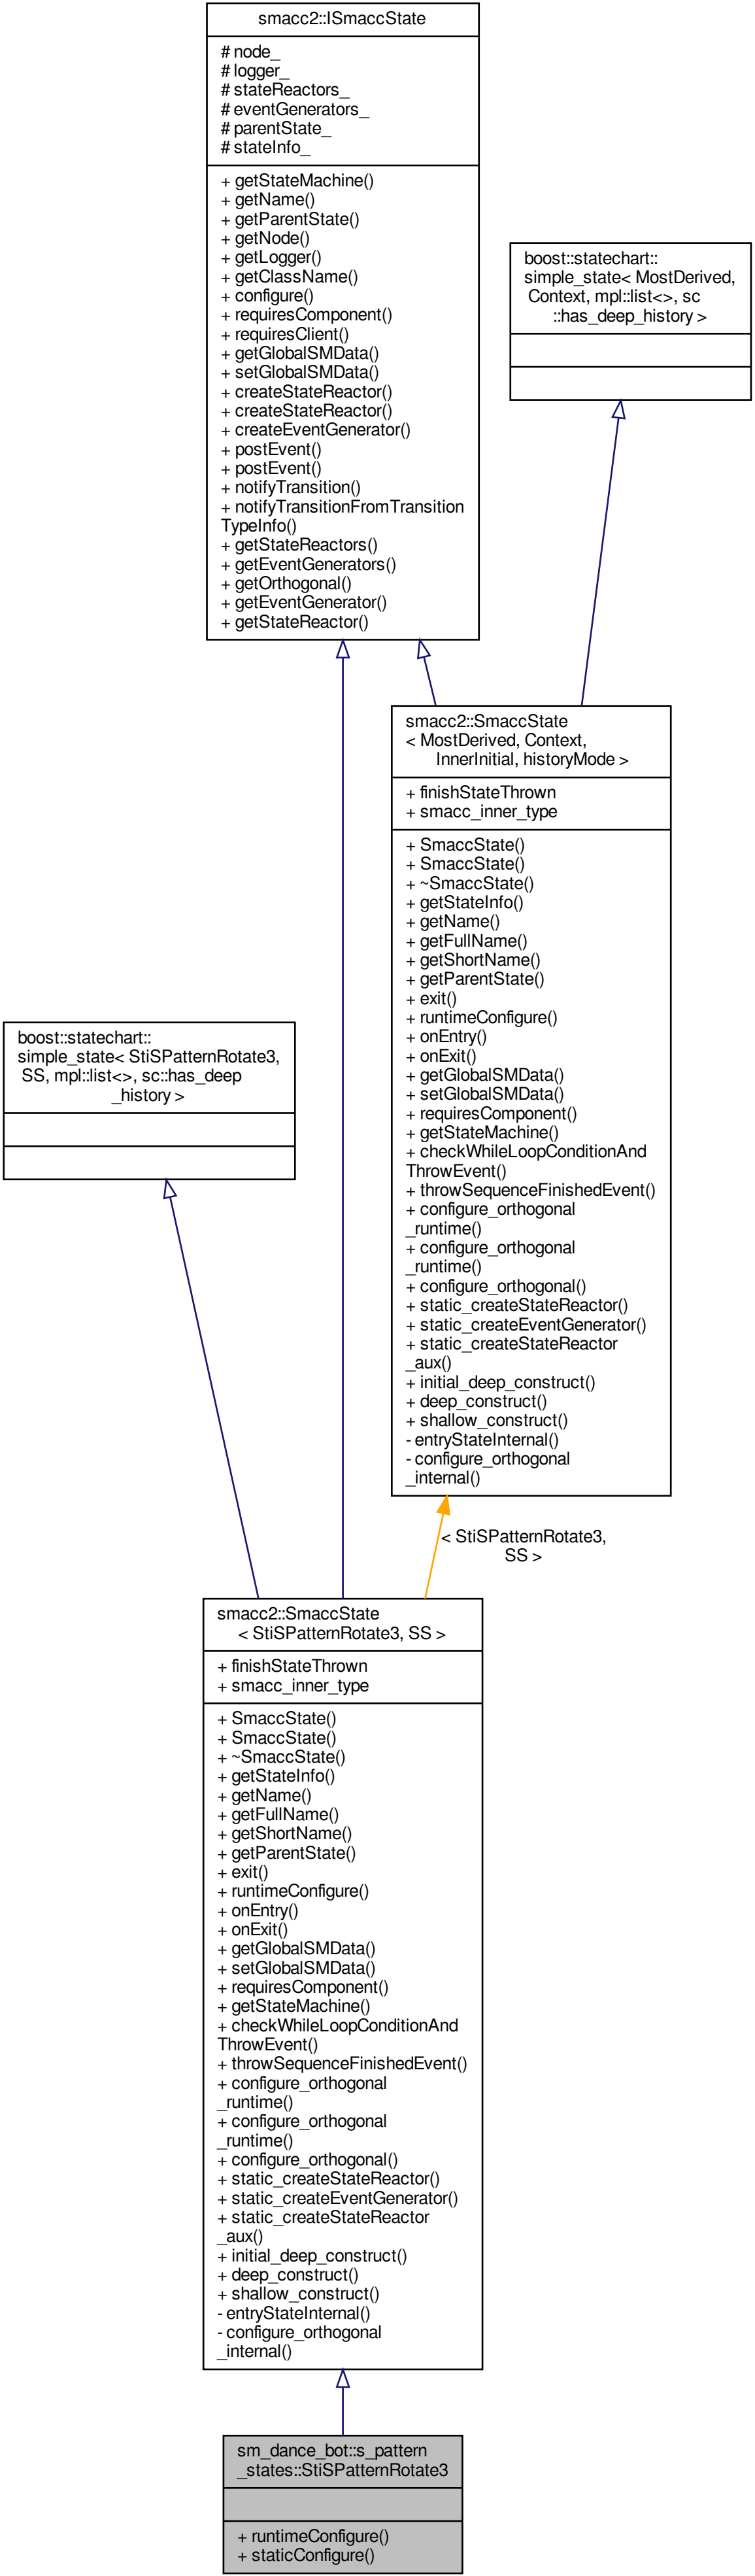 smacc2::ISmaccState
# node_
# logger_
# stateReactors_
# eventGenerators_
# parentState_
# stateInfo_
+ getStateMachine()
+ getName()
+ getParentState()
+ getNode()
+ getLogger()
+ getClassName()
+ configure()
+ requiresComponent()
+ requiresClient()
+ getGlobalSMData()
+ setGlobalSMData()
+ createStateReactor()
+ createStateReactor()
+ createEventGenerator()
+ postEvent()
+ postEvent()
+ notifyTransition()
+ notifyTransitionFromTransition
TypeInfo()
+ getStateReactors()
+ getEventGenerators()
+ getOrthogonal()
+ getEventGenerator()
+ getStateReactor()
boost::statechart::
simple_state< MostDerived,
Context, mpl::list<>, sc
::has_deep_history >
smacc2::SmaccState
< MostDerived, Context,
InnerInitial, historyMode >
+ finishStateThrown
+ smacc_inner_type
+ SmaccState()
+ SmaccState()
+ ~SmaccState()
+ getStateInfo()
+ getName()
+ getFullName()
+ getShortName()
+ getParentState()
+ exit()
+ runtimeConfigure()
+ onEntry()
+ onExit()
+ getGlobalSMData()
+ setGlobalSMData()
+ requiresComponent()
+ getStateMachine()
+ checkWhileLoopConditionAnd
ThrowEvent()
+ throwSequenceFinishedEvent()
+ configure_orthogonal
_runtime()
+ configure_orthogonal
_runtime()
+ configure_orthogonal()
+ static_createStateReactor()
+ static_createEventGenerator()
+ static_createStateReactor
_aux()
+ initial_deep_construct()
+ deep_construct()
+ shallow_construct()
- entryStateInternal()
- configure_orthogonal
_internal()
boost::statechart::
simple_state< StiSPatternRotate3,
SS, mpl::list<>, sc::has_deep
_history >
< StiSPatternRotate3,
SS >
smacc2::SmaccState
< StiSPatternRotate3, SS >
+ finishStateThrown
+ smacc_inner_type
+ SmaccState()
+ SmaccState()
+ ~SmaccState()
+ getStateInfo()
+ getName()
+ getFullName()
+ getShortName()
+ getParentState()
+ exit()
+ runtimeConfigure()
+ onEntry()
+ onExit()
+ getGlobalSMData()
+ setGlobalSMData()
+ requiresComponent()
+ getStateMachine()
+ checkWhileLoopConditionAnd
ThrowEvent()
+ throwSequenceFinishedEvent()
+ configure_orthogonal
_runtime()
+ configure_orthogonal
_runtime()
+ configure_orthogonal()
+ static_createStateReactor()
+ static_createEventGenerator()
+ static_createStateReactor
_aux()
+ initial_deep_construct()
+ deep_construct()
+ shallow_construct()
- entryStateInternal()
- configure_orthogonal
_internal()
sm_dance_bot::s_pattern
_states::StiSPatternRotate3
+ runtimeConfigure()
+ staticConfigure()